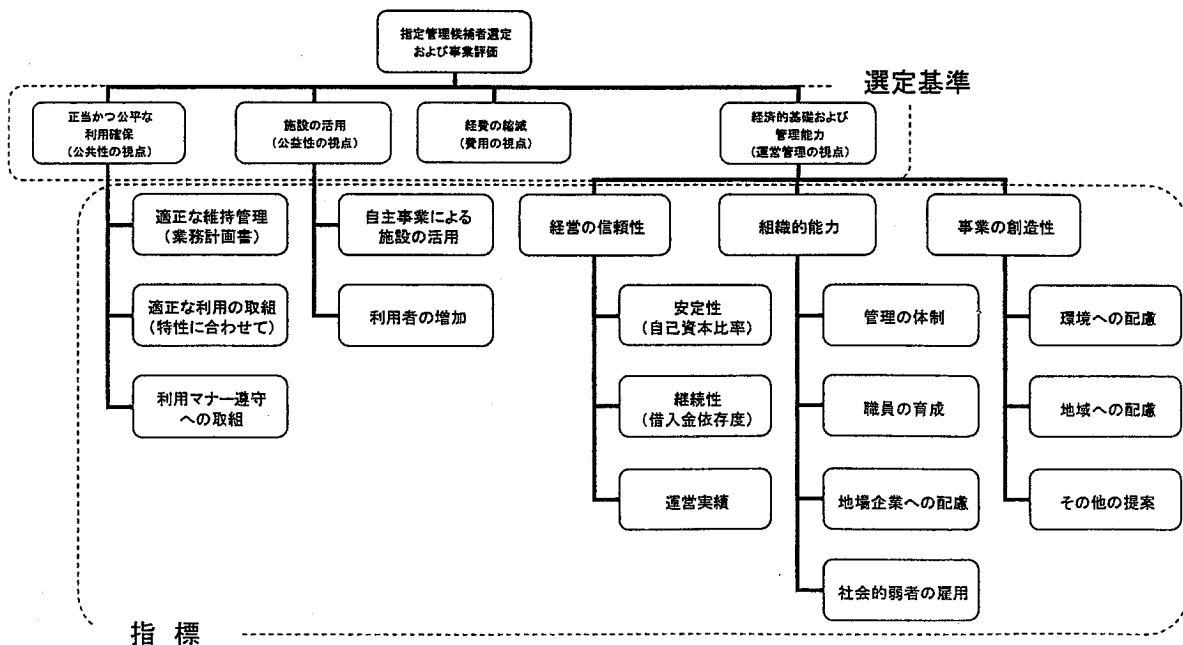 指定管理候補者選定
および事業評価
選定基準
正当かつ公平な
利用確保
(公共性の視点)
施設の活用
(公益性の視点)
経費の縮減
(費用の視点)
経済的基礎および
管理能力
(運営管理の視点)
適正な維持管理
(業務計画書)
適正な利用の取組
(特性に合わせて)
利用マナー遵守
への取組
自主事業による
施設の活用
利用者の増加
経営の信頼性
安定性
(自己資本比率)
継続性
(借入金依存度)
運営実績
組織的能力
管理の体制
職員の育成
地場企業への配慮
社会的弱者の雇用
事業の創造性
環境への配慮
地域への配慮
その他の提案
指標